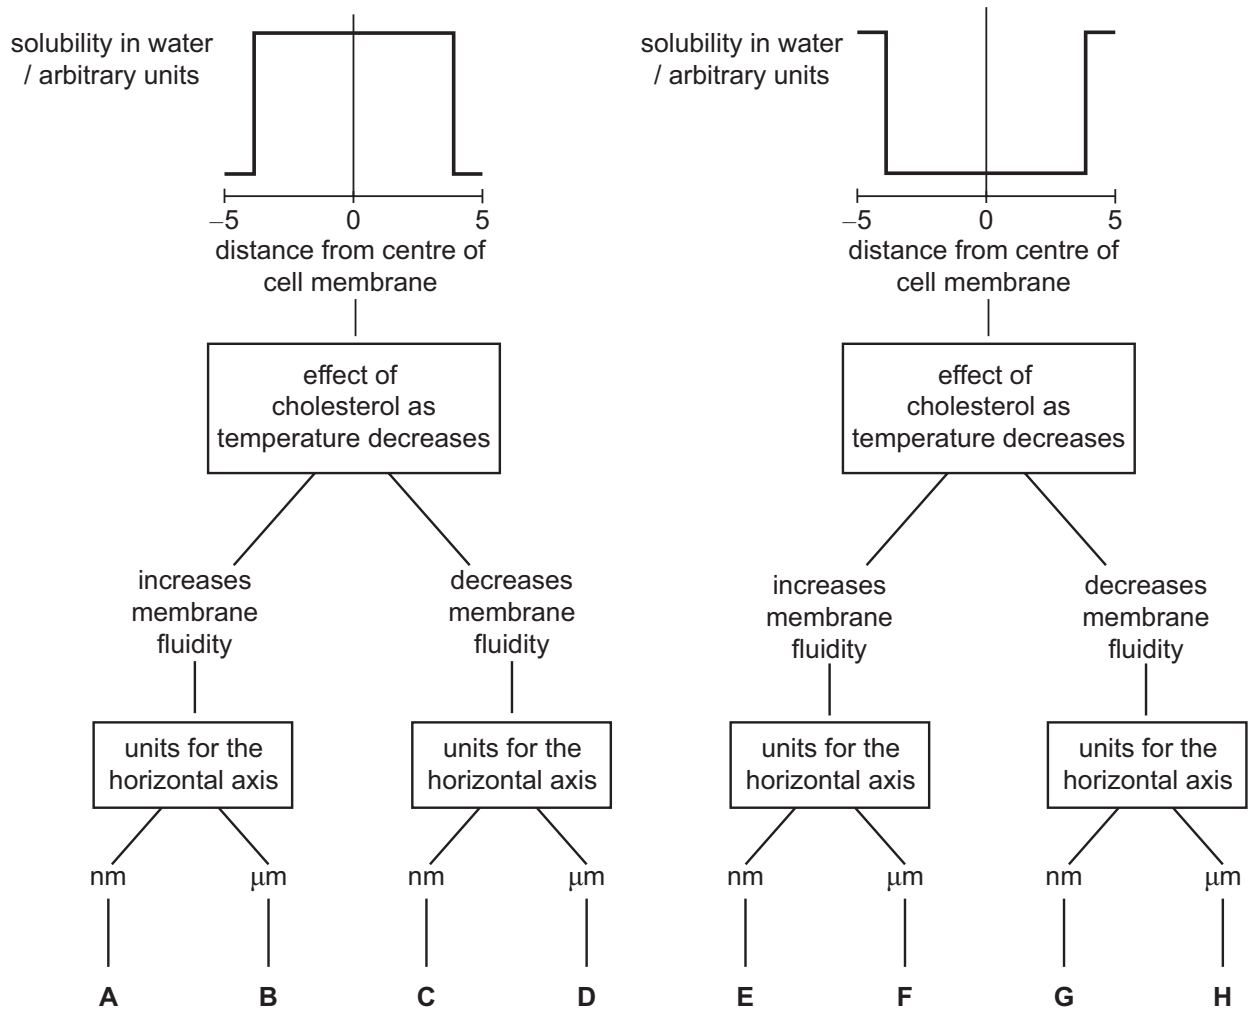 solubility in water
/ arbitrary units
−5 0 5
distance from centre of
cell membrane
effect of
cholesterol as
temperature decreases
increases
membrane
fluidity
decreases
membrane
fluidity
units for the
horizontal axis
units for the
horizontal axis
nm μm nm μm
A B C D
solubility in water
/ arbitrary units
−5 0 5
distance from centre of
cell membrane
effect of
cholesterol as
temperature decreases
increases
membrane
fluidity
decreases
membrane
fluidity
units for the
horizontal axis
units for the
horizontal axis
nm μm nm μm
E F G H